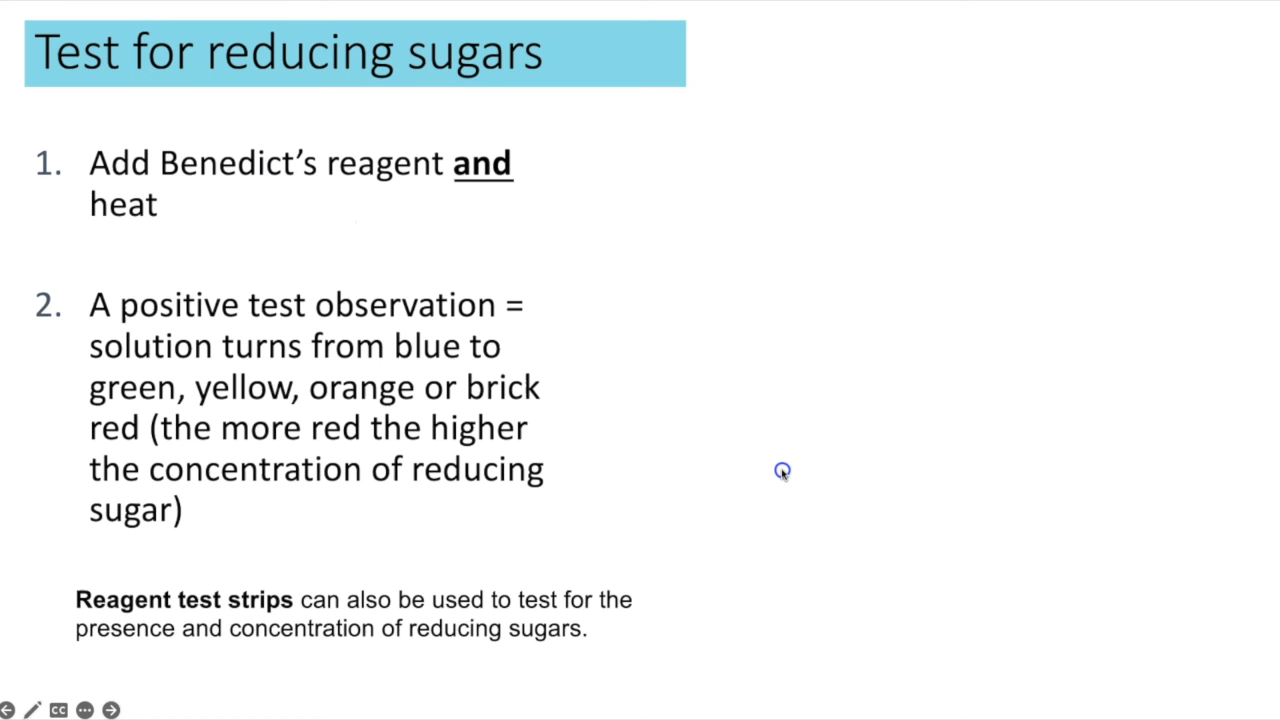 Test for reducing sugars
1. Add Benedict’s reagent and
heat
2. A positive test observation =
solution turns from blue to
green, yellow, orange or brick
red (the more red the higher
the concentration of reducing
sugar)
Reagent test strips can also be used to test for the
presence and concentration of reducing sugars.
CC